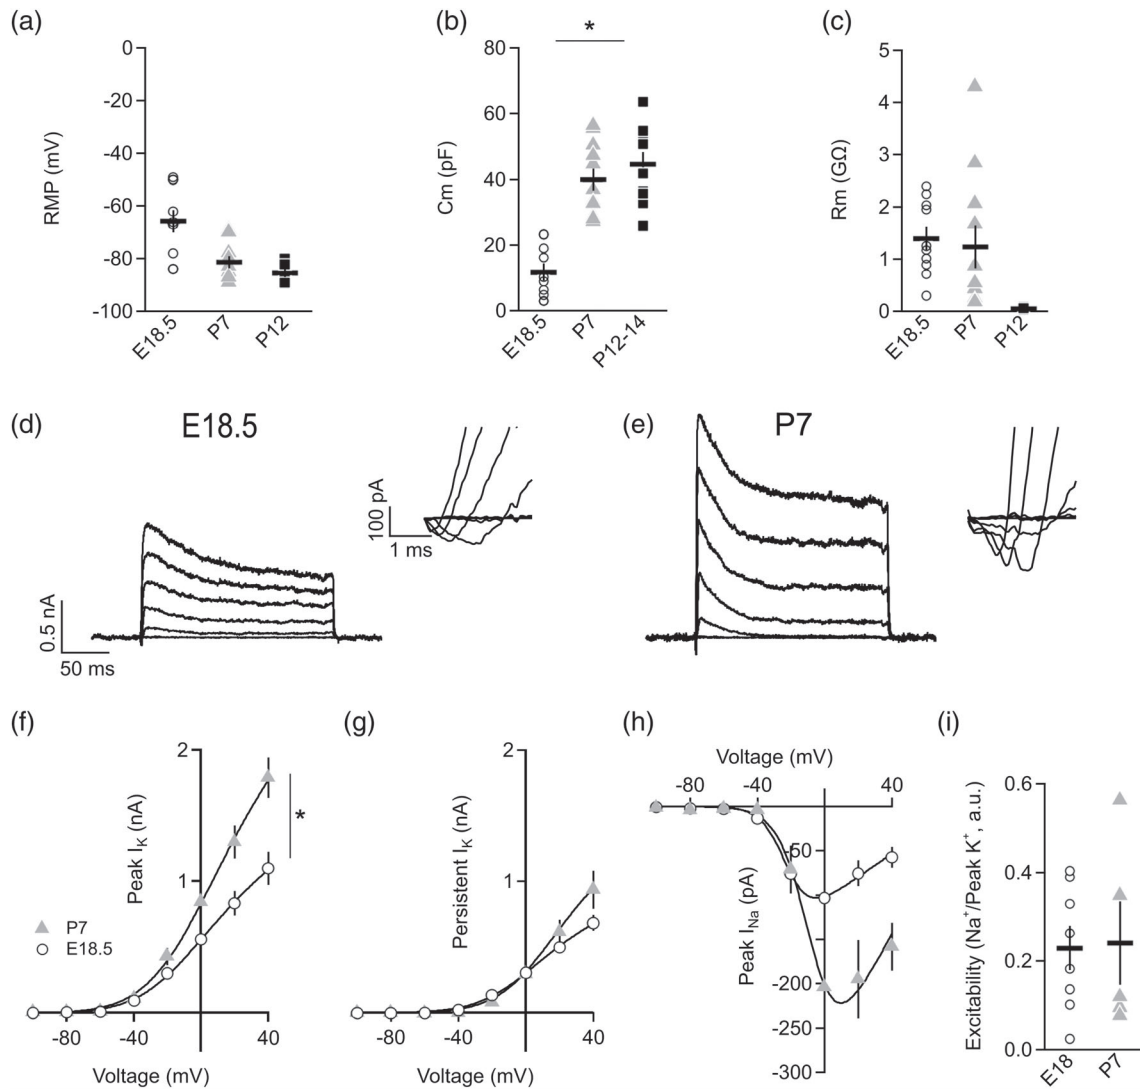 (a)
0
-20
-40
-60
-80
-100
RMP (mV)
E18.5
P7
P12
(b)
*
80
60
40
20
0
Cm (pF)
E18.5
P7
P12-14
(c)
5
4
3
2
1
0
Rm (GΩ)
E18.5
P7
P12
(d)
E18.5
100 pA
1 ms
0.5 nA
50 ms
(e)
P7
(f)
2
1
Peak I_K (nA)
*
P7
E18.5
-80
-40
0
40
Voltage (mV)
(g)
2
1
Persistent I_K (nA)
-80
-40
0
40
Voltage (mV)
(h)
Voltage (mV)
-80
-40
0
40
-50
-200
-250
-300
Peak I_Na (pA)
(i)
0.6
0.4
0.2
0.0
Excitability (Na⁺/Peak K⁺, a.u.)
E18
P7